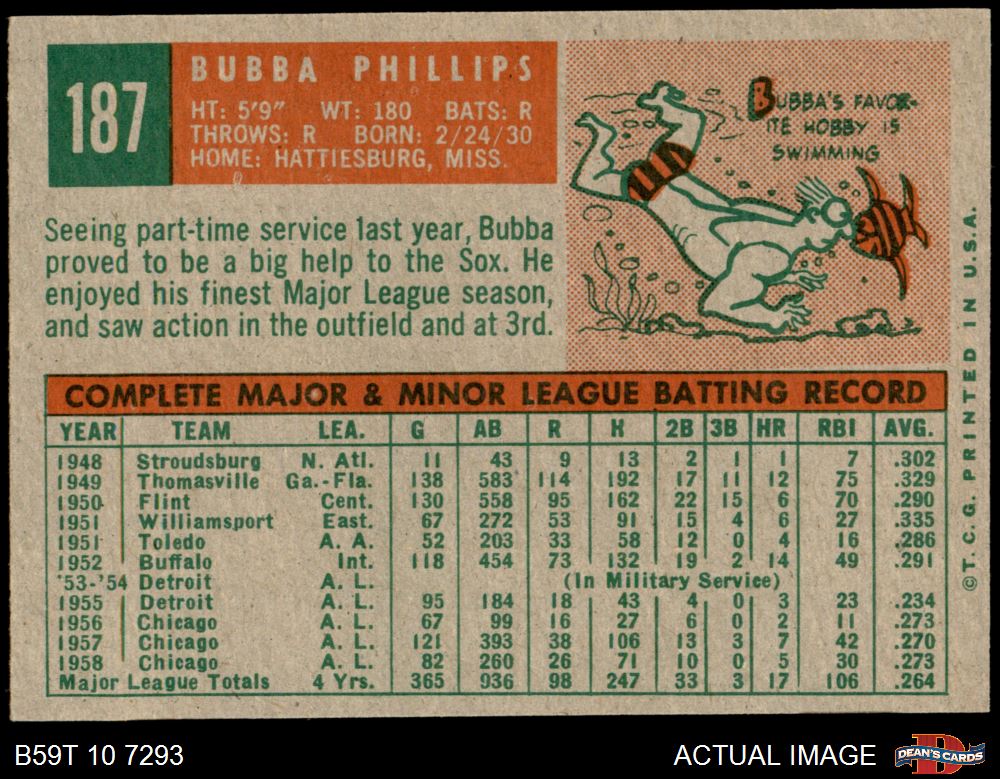 187
BUBBA PHILLIPS
HT: 5'9" WT: 180 BATS: R
THROWS: R BORN: 2/24/30
HOME: HATTIESBURG, MISS.
BUBBA'S FAVOR-
ITE HOBBY IS
SWIMMING
Seeing part-time service last year, Bubba
proved to be a big help to the Sox. He
enjoyed his finest Major League season,
and saw action in the outfield and at 3rd.
COMPLETE MAJOR & MINOR LEAGUE BATTING RECORD
YEAR TEAM LEA. G AB R H 2B 3B HR RBI AVG.
1948 Stroudsburg N. Atl. 11 43 9 13 2 1 1 7 .302
1949 Thomasville Ga.-Fla. 138 583 114 192 17 11 12 75 .329
1950 Flint Cent. 130 558 95 162 22 15 6 70 .290
1951 Williamsport East. 67 272 53 91 15 4 6 27 .335
1951 Toledo A. A. 52 203 33 58 12 0 4 16 .286
1952 Buffalo Int. 118 454 73 132 19 2 14 49 .291
'53-'54 Detroit A. L. (In Military Service)
1955 Detroit A. L. 95 184 18 43 4 0 3 23 .234
1956 Chicago A. L. 67 99 16 27 6 0 2 11 .273
1957 Chicago A. L. 121 393 38 106 13 3 7 42 .270
1958 Chicago A. L. 82 260 26 71 10 0 5 30 .273
Major League Totals 4 Yrs. 365 936 98 247 33 3 17 106 .264
© T. C. G. PRINTED IN U.S.A.
B59T 10 7293
ACTUAL IMAGE
D
DEAN'S CARDS